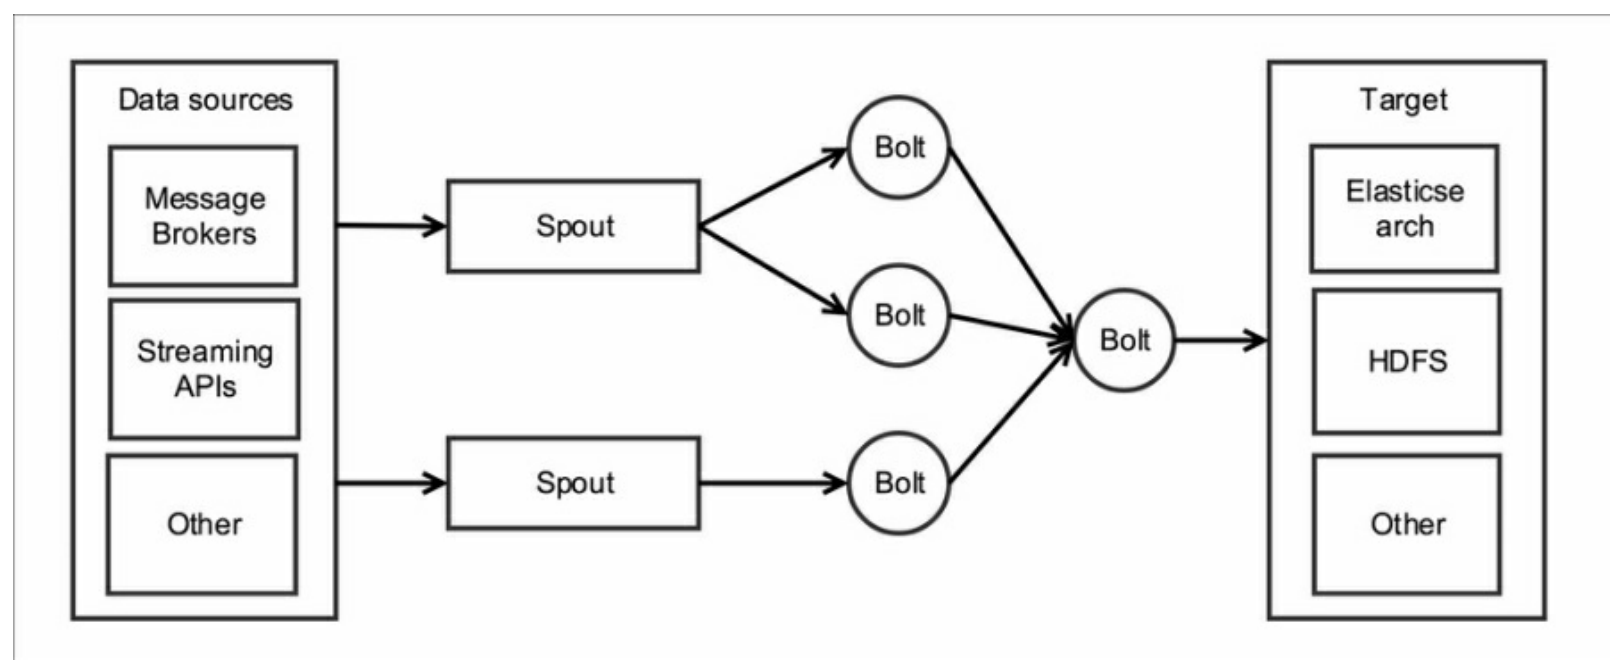 Data sources
Message
Brokers
Streaming
APIs
Other
Spout
Spout
Bolt
Bolt
Bolt
Bolt
Target
Elasticse
arch
HDFS
Other